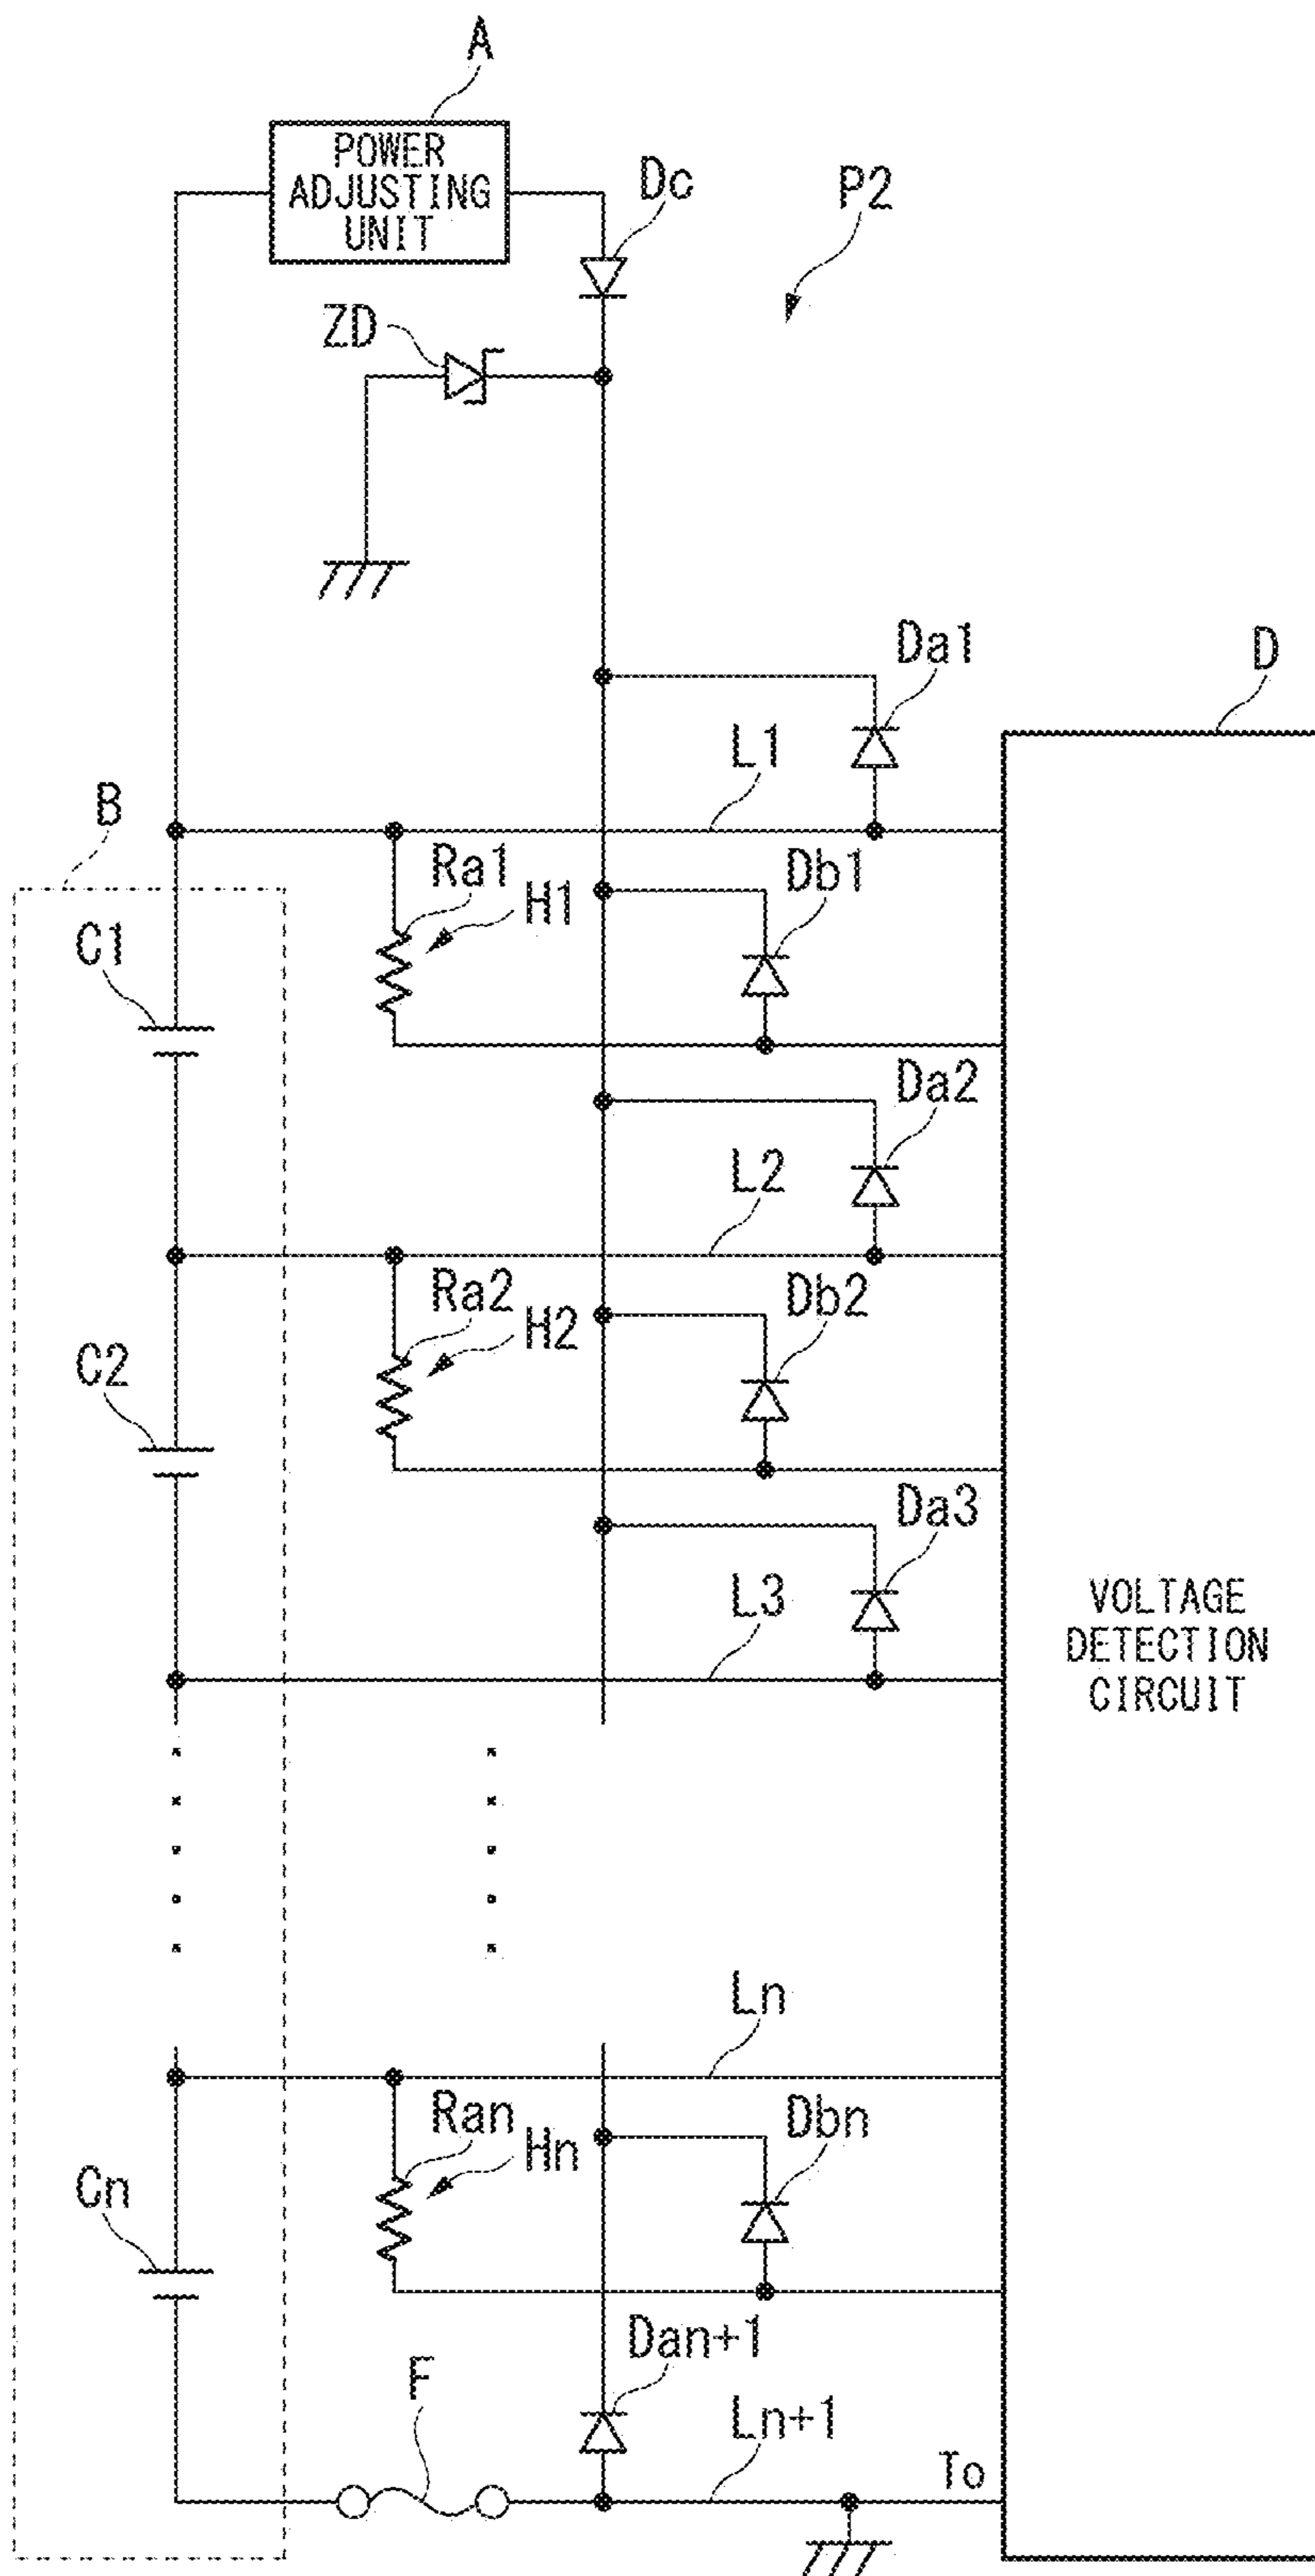 A
POWER
ADJUSTING
UNIT
Dc
P2
ZD
Da1
D
L1
B
Ra1
H1
Db1
C1
Da2
L2
Ra2
H2
Db2
C2
Da3
L3
VOLTAGE
DETECTION
CIRCUIT
Ln
Ran
Hn
Dbn
Cn
Dan+1
F
Ln+1
To